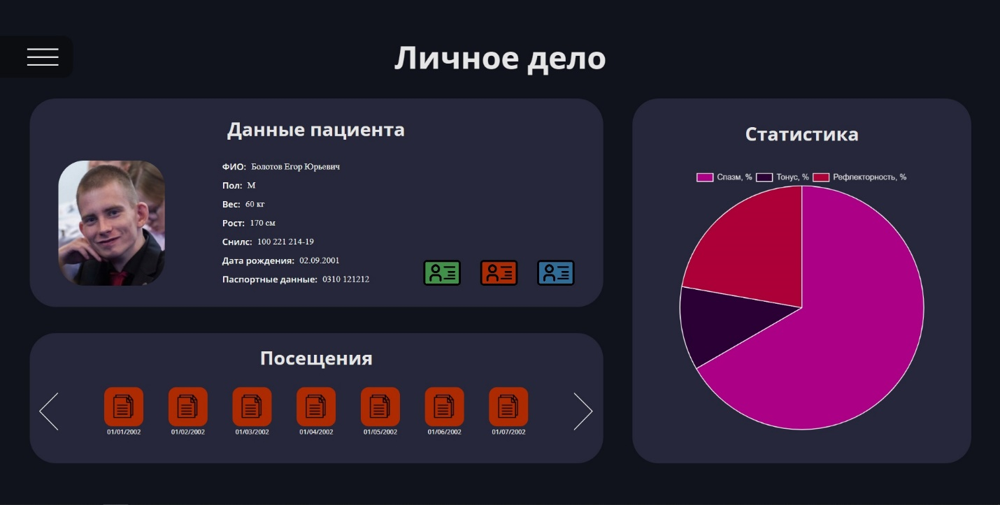 Личное дело
Данные пациента
ФИО: Болотов Егор Юрьевич
Пол: М
Вес: 60 кг
Рост: 170 см
Снилс: 100 221 214-19
Дата рождения: 02.09.2001
Паспортные данные: 0310 121212
Посещения
01/01/2002 01/02/2002 01/03/2002 01/04/2002 01/05/2002 01/06/2002 01/07/2002
Статистика
Спазм, % Тонус, % Рефлекторность, %